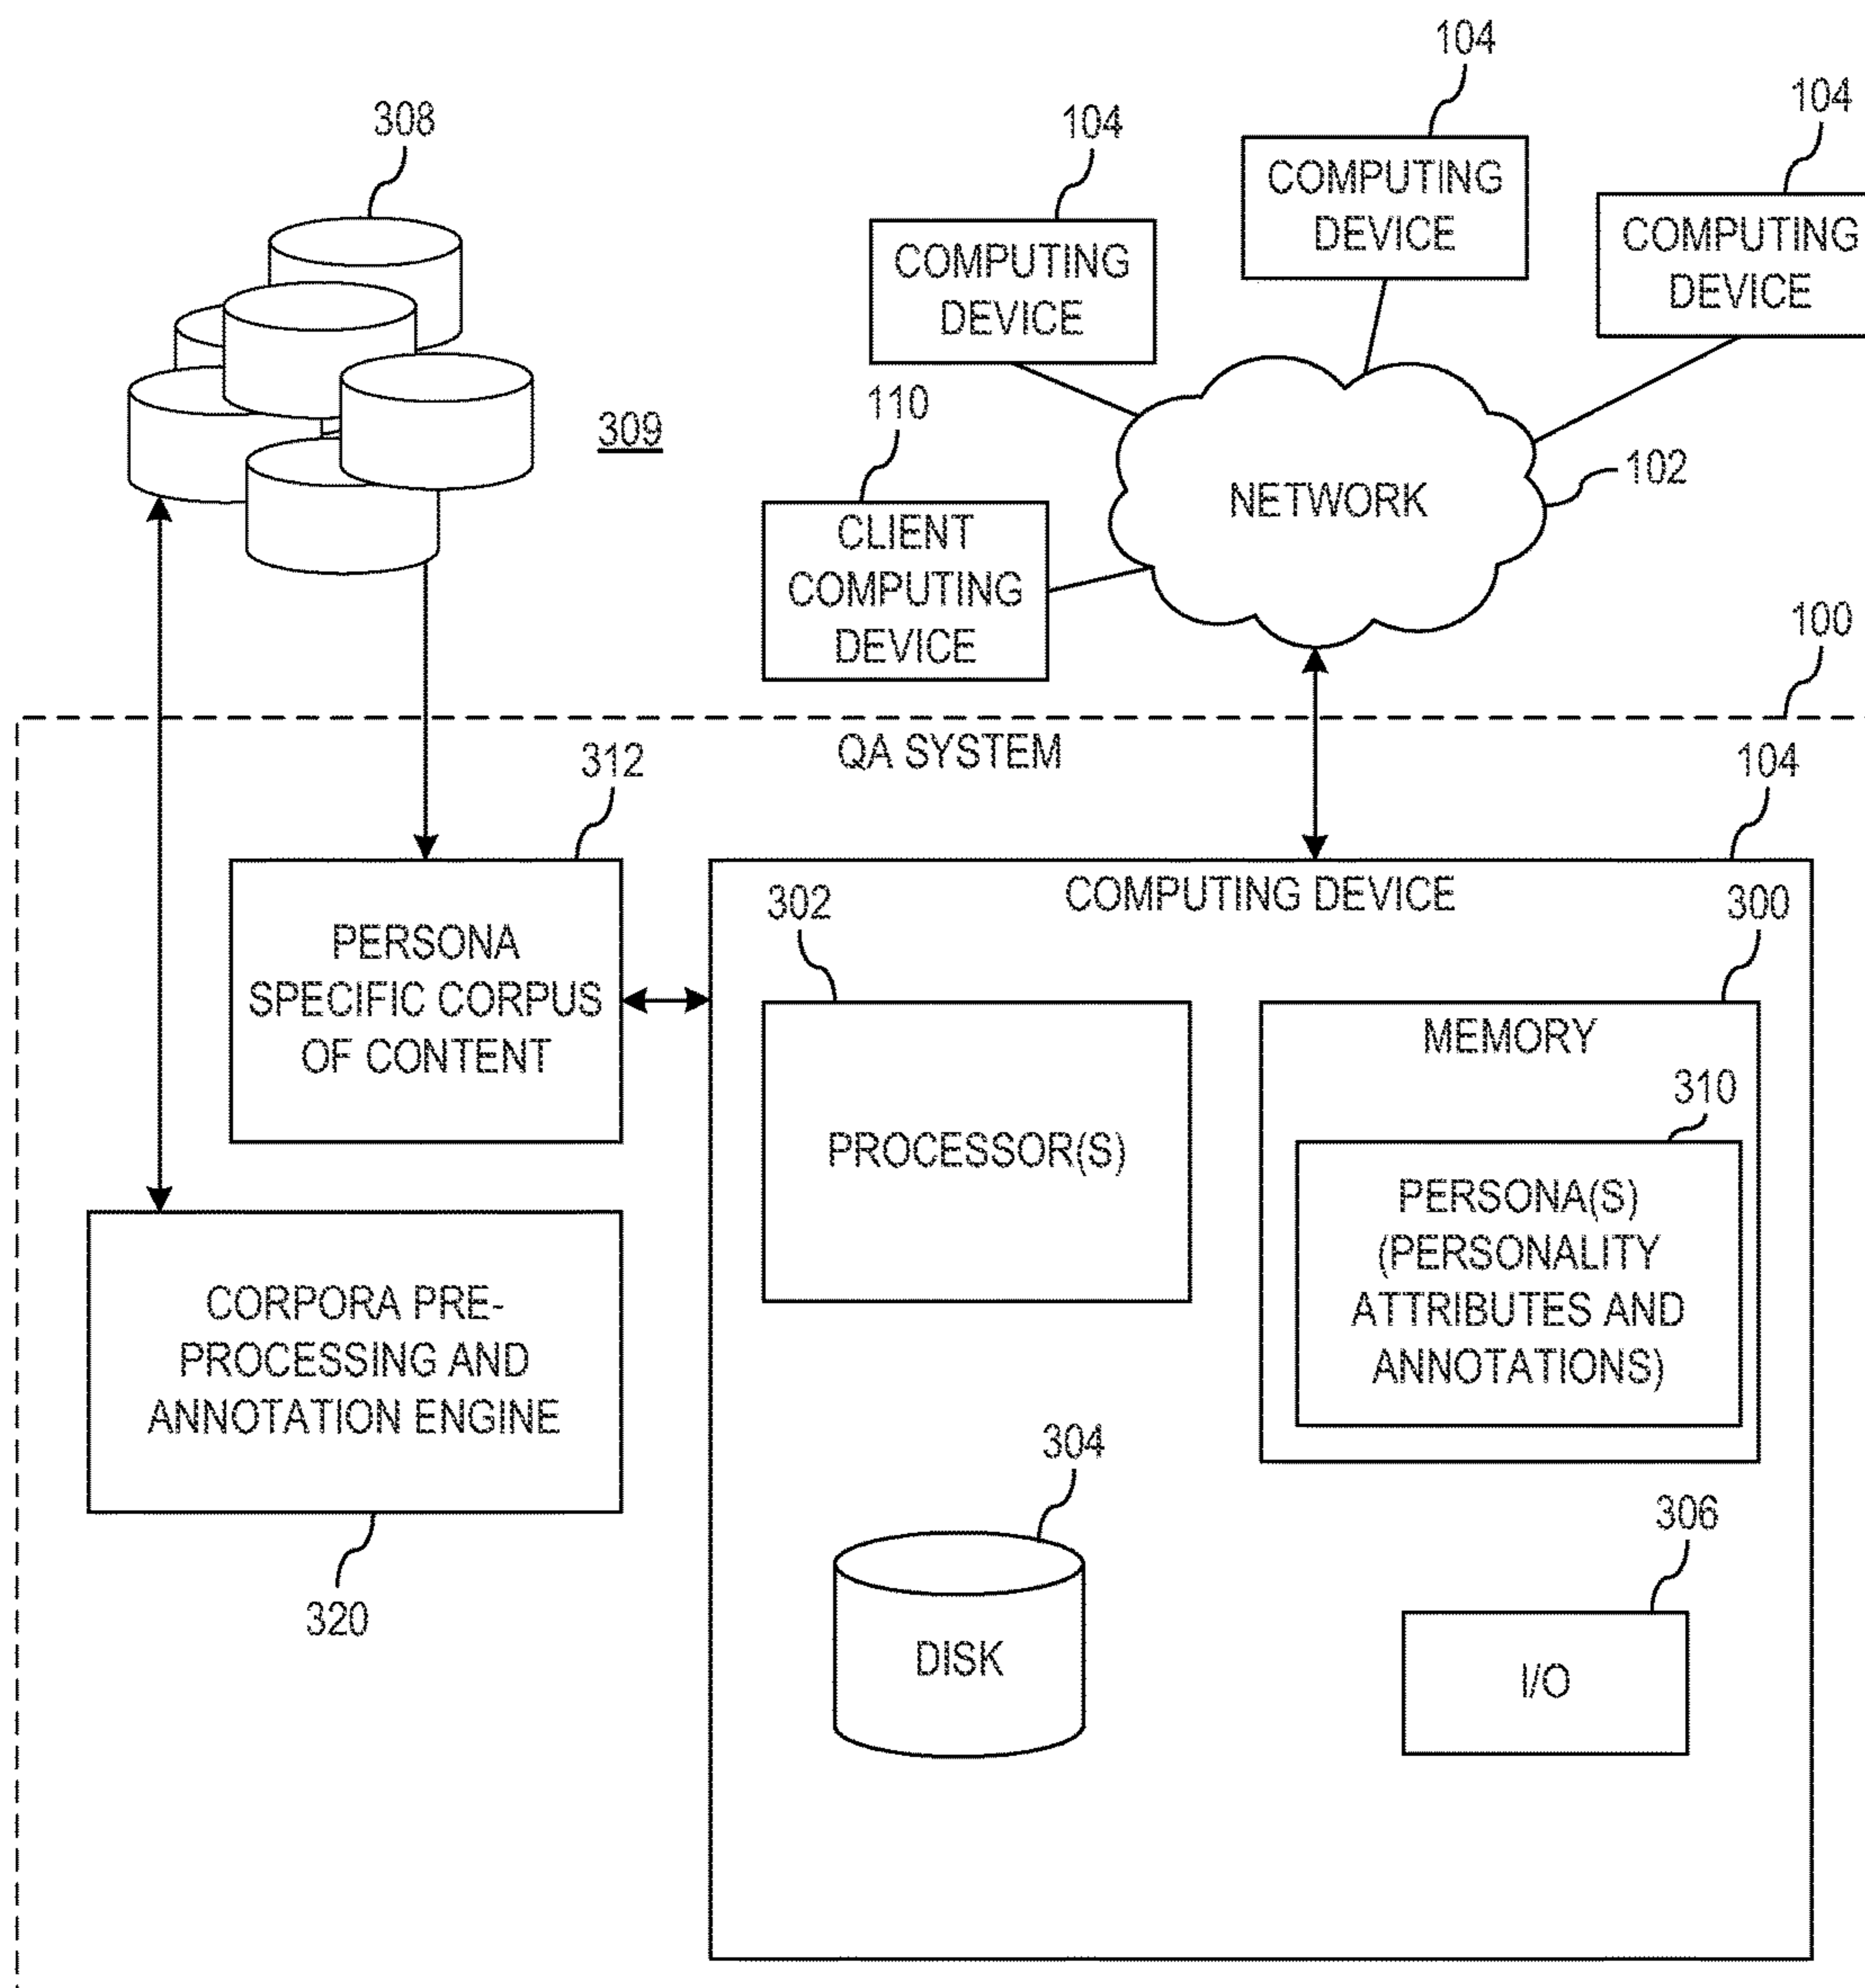 104
104
104
308
COMPUTING
DEVICE
COMPUTING
DEVICE
COMPUTING
DEVICE
110
309
102
NETWORK
CLIENT
COMPUTING
DEVICE
100
QA SYSTEM
312
104
COMPUTING DEVICE
302
300
PERSONA
SPECIFIC CORPUS
OF CONTENT
MEMORY
310
PROCESSOR(S)
PERSONA(S)
(PERSONALITY
ATTRIBUTES AND
ANNOTATIONS)
CORPORA PRE-
PROCESSING AND
ANNOTATION ENGINE
304
306
320
DISK
I/O